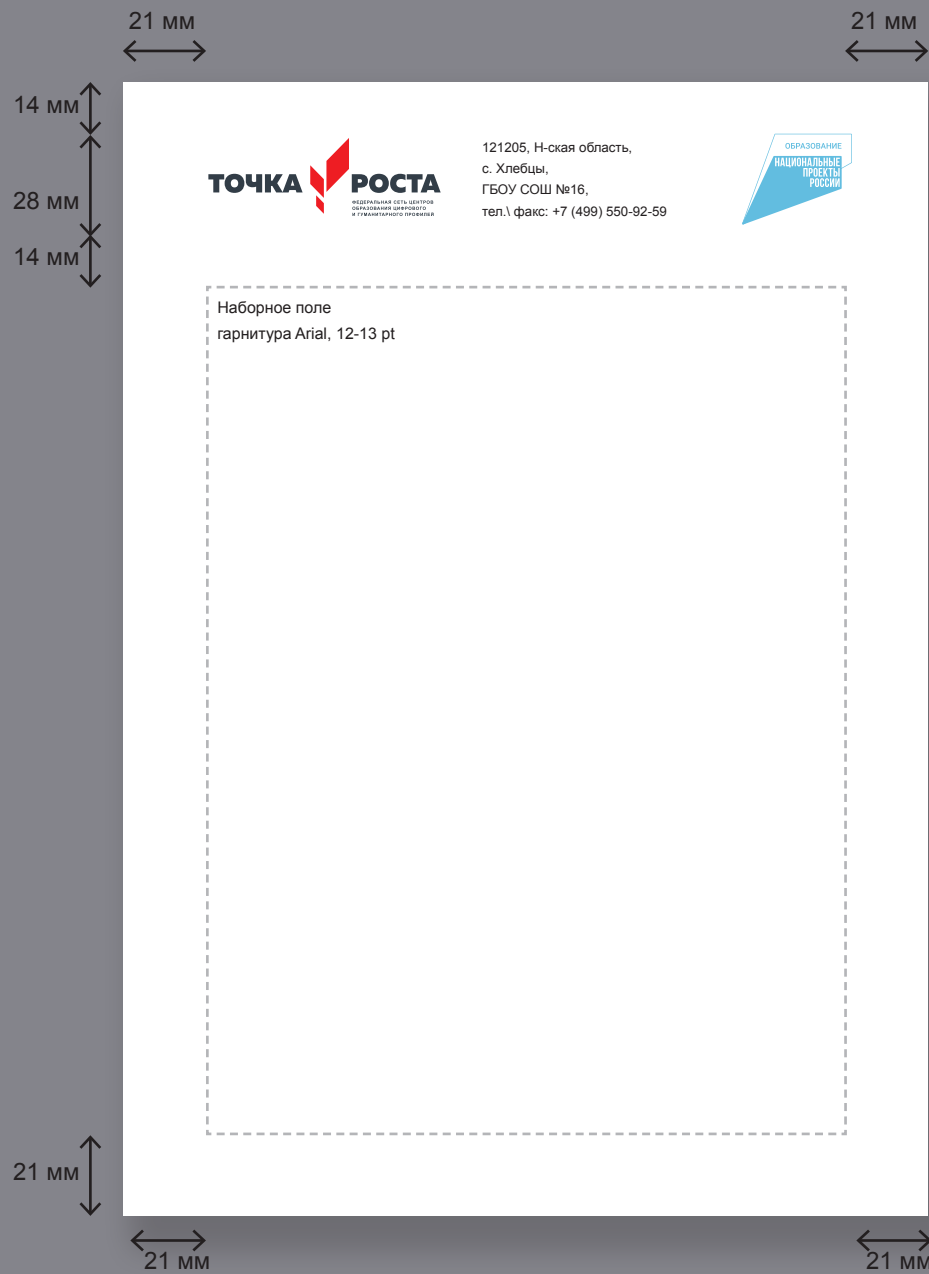 21 мм
21 мм
14 мм
28 мм
14 мм
ТОЧКА РОСТА
ФЕДЕРАЛЬНАЯ СЕТЬ ЦЕНТРОВ
ОБРАЗОВАНИЯ ЦИФРОВОГО
И ГУМАНИТАРНОГО ПРОФИЛЕЙ
121205, Н-ская область,
с. Хлебцы,
ГБОУ СОШ №16,
тел.\ факс: +7 (499) 550-92-59
ОБРАЗОВАНИЕ
НАЦИОНАЛЬНЫЕ
ПРОЕКТЫ
РОССИИ
Наборное поле
гарнитура Arial, 12-13 pt
21 мм
21 мм
21 мм